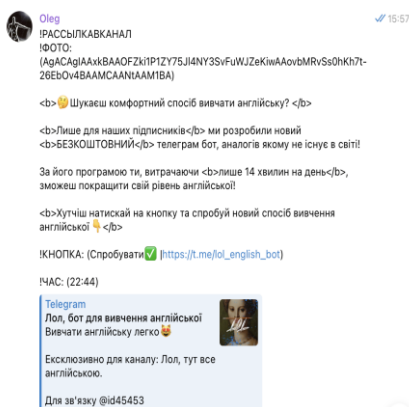 Oleg
15:57
!РАССЫЛКАВКАНАЛ
!ФОТО:
(AgACAgIAAxkBAAOFZki1P1ZY75Jl4NY3SvFuWJZeKiwAAovbMRvSs0hKh7t-
26EbOv4BAAMCAANtAAM1BA)
<b>🤔Шукаєш комфортний спосіб вивчати англійську? </b>
<b>Лише для наших підписників</b> ми розробили новий
<b>БЕЗКОШТОВНИЙ</b> телеграм бот, аналогів якому не існує в світі!
За його програмою ти, витрачаючи <b>лише 14 хвилин на день</b>,
зможеш покращити свій рівень англійської!
<b>Хутчіш натискай на кнопку та спробуй новий спосіб вивчення
англійської 👇</b>
!КНОПКА: (Спробувати✅ |https://t.me/lol_english_bot)
!ЧАС: (22:44)
Telegram
Лол, бот для вивчення англійської
Вивчати англійську легко😻
Ексклюзивно для каналу: Лол, тут все
англійською.
Для зв'язку @id45453